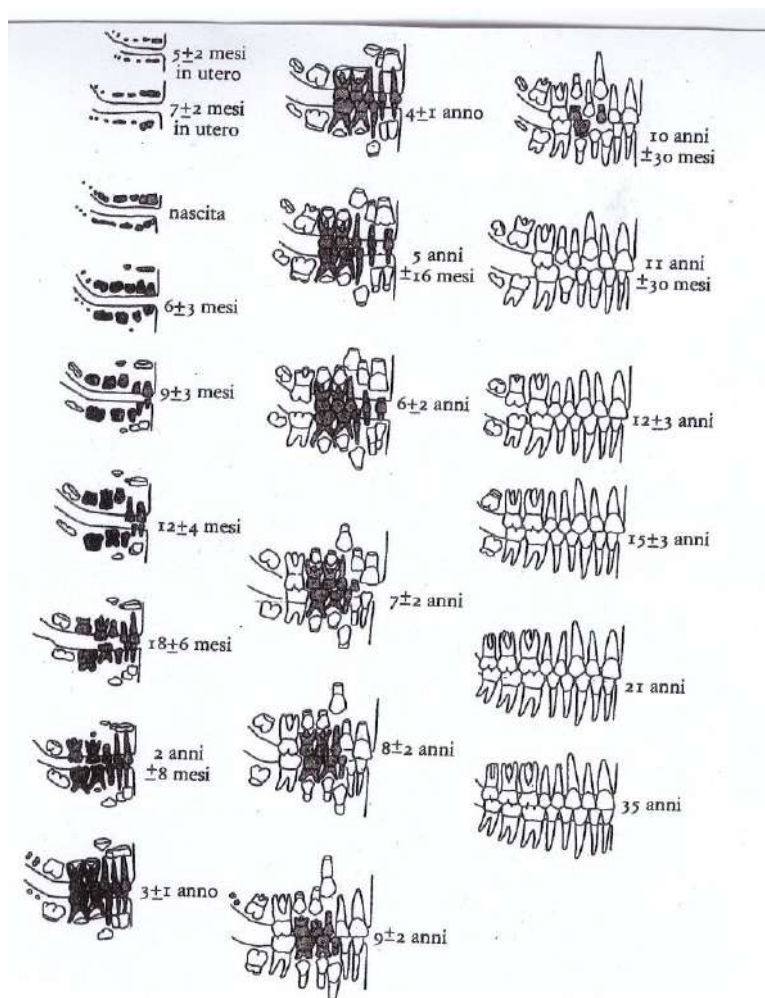 5±2 mesi
in utero
7±2 mesi
in utero
nascita
6±3 mesi
9±3 mesi
12±4 mesi
18±6 mesi
2 anni
±8 mesi
3±1 anno
4±1 anno
5 anni
±16 mesi
6±2 anni
7±2 anni
8±2 anni
9±2 anni
10 anni
±30 mesi
11 anni
±30 mesi
12±3 anni
15±3 anni
21 anni
35 anni